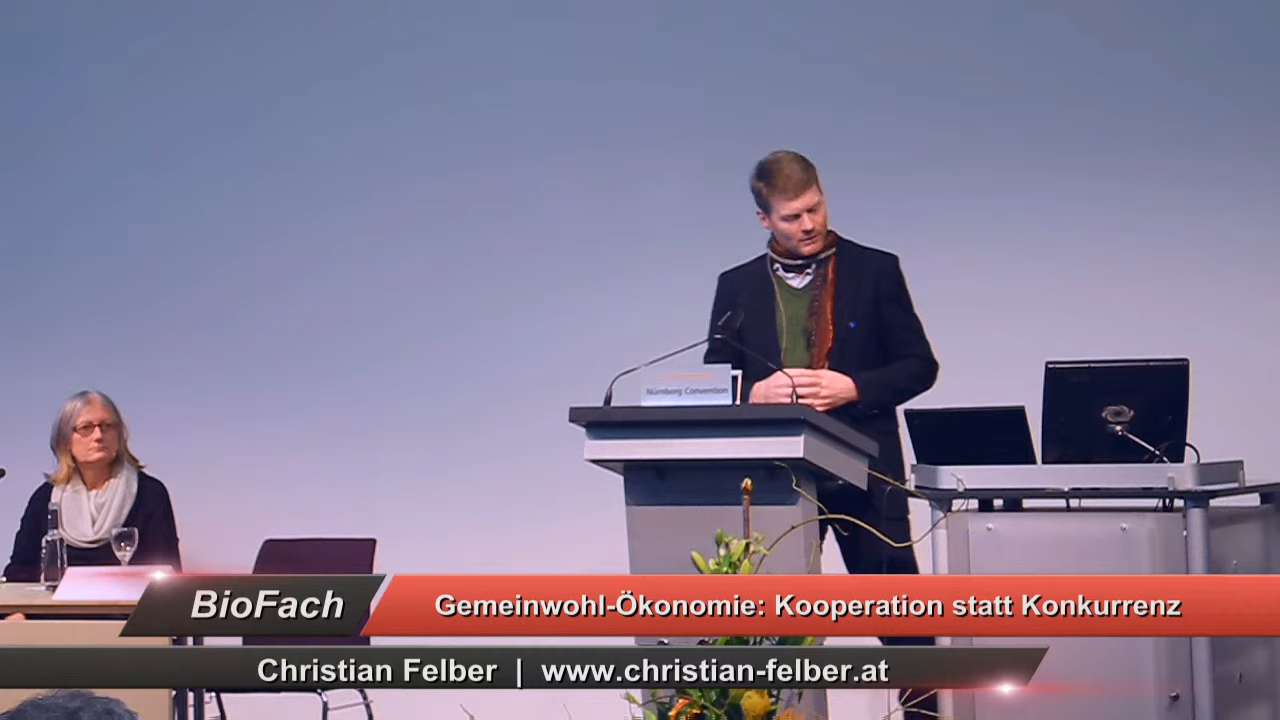 Nürnberg Convention
BioFach
Gemeinwohl-Ökonomie: Kooperation statt Konkurrenz
Christian Felber | www.christian-felber.at